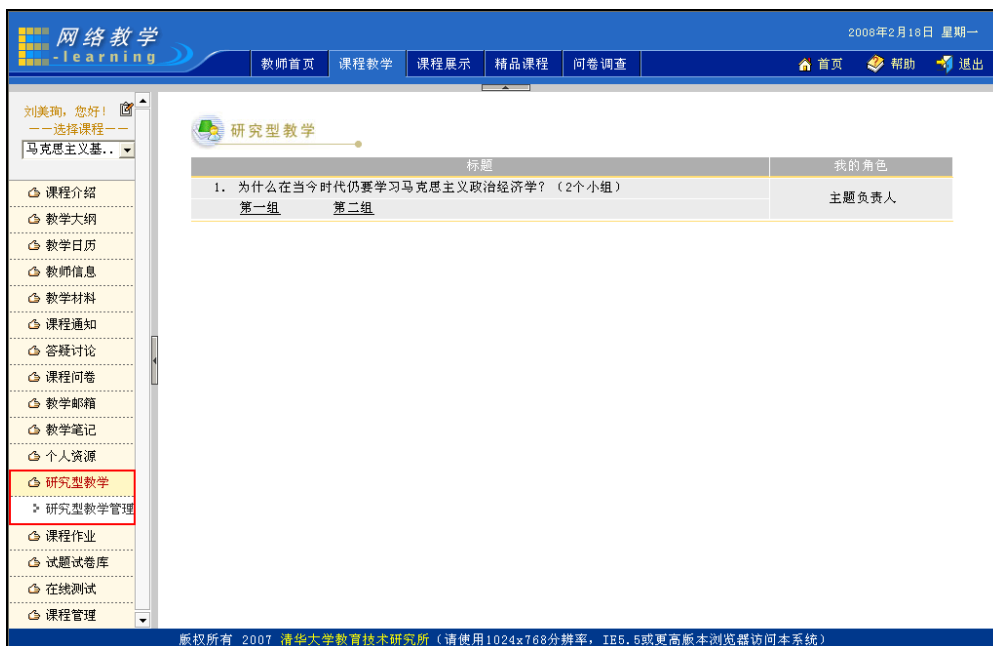 网络教学
-learning
2008年2月18日 星期一
教师首页 课程教学 课程展示 精品课程 问卷调查 首页 帮助 退出
刘美珣, 您好!
——选择课程——
马克思主义基..
课程介绍
教学大纲
教学日历
教师信息
教学材料
课程通知
答疑讨论
课程问卷
教学邮箱
教学笔记
个人资源
研究型教学
研究型教学管理
课程作业
试题试卷库
在线测试
课程管理
研究型教学
标题 我的角色
1. 为什么在当今时代仍要学习马克思主义政治经济学? (2个小组)
第一组 第二组
主题负责人
版权所有 2007 清华大学教育技术研究所(请使用1024x768分辨率, IE5.5或更高版本浏览器访问本系统)